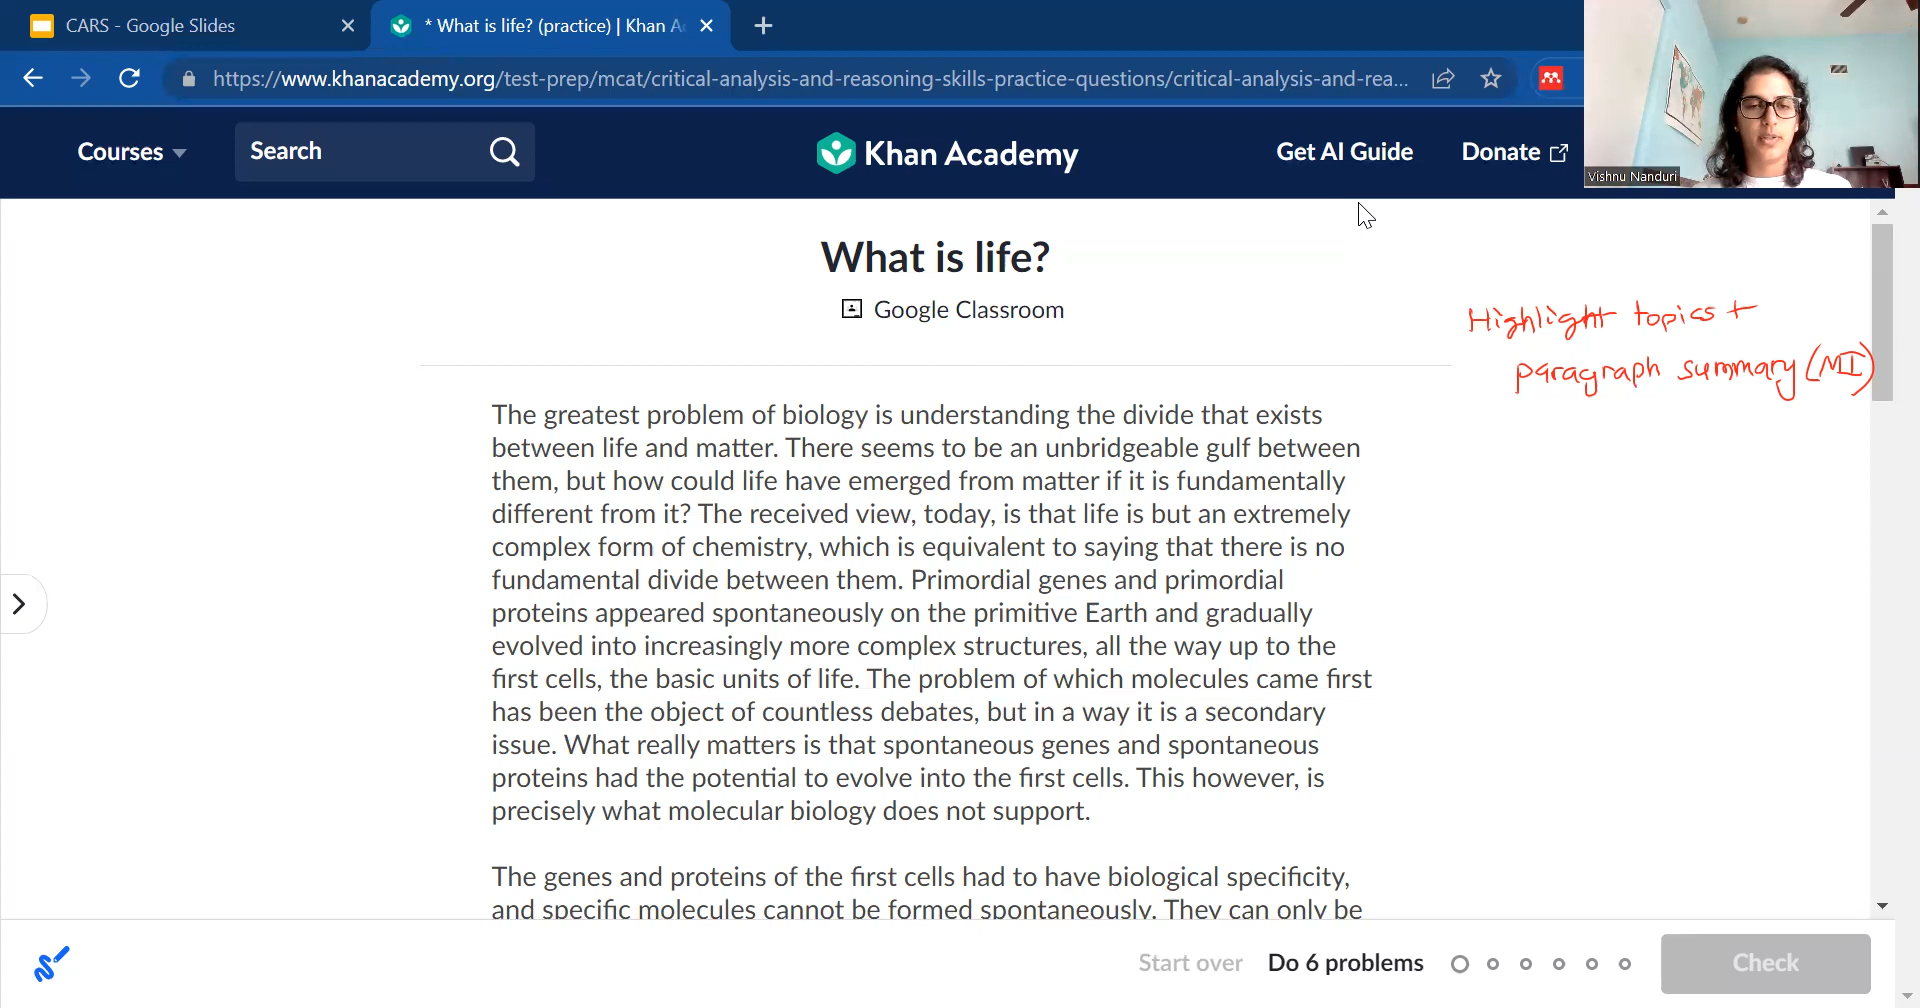 CARS - Google Slides
* What is life? (practice) | Khan A
https://www.khanacademy.org/test-prep/mcat/critical-analysis-and-reasoning-skills-practice-questions/critical-analysis-and-rea...
Courses
Search
Khan Academy
Get AI Guide
Donate
Vishnu Nanduri
What is life?
Google Classroom
Highlight topics +
paragraph summary (MI)
The greatest problem of biology is understanding the divide that exists
between life and matter. There seems to be an unbridgeable gulf between
them, but how could life have emerged from matter if it is fundamentally
different from it? The received view, today, is that life is but an extremely
complex form of chemistry, which is equivalent to saying that there is no
fundamental divide between them. Primordial genes and primordial
proteins appeared spontaneously on the primitive Earth and gradually
evolved into increasingly more complex structures, all the way up to the
first cells, the basic units of life. The problem of which molecules came first
has been the object of countless debates, but in a way it is a secondary
issue. What really matters is that spontaneous genes and spontaneous
proteins had the potential to evolve into the first cells. This however, is
precisely what molecular biology does not support.
The genes and proteins of the first cells had to have biological specificity,
and specific molecules cannot be formed spontaneously. They can only be
Start over
Do 6 problems
Check